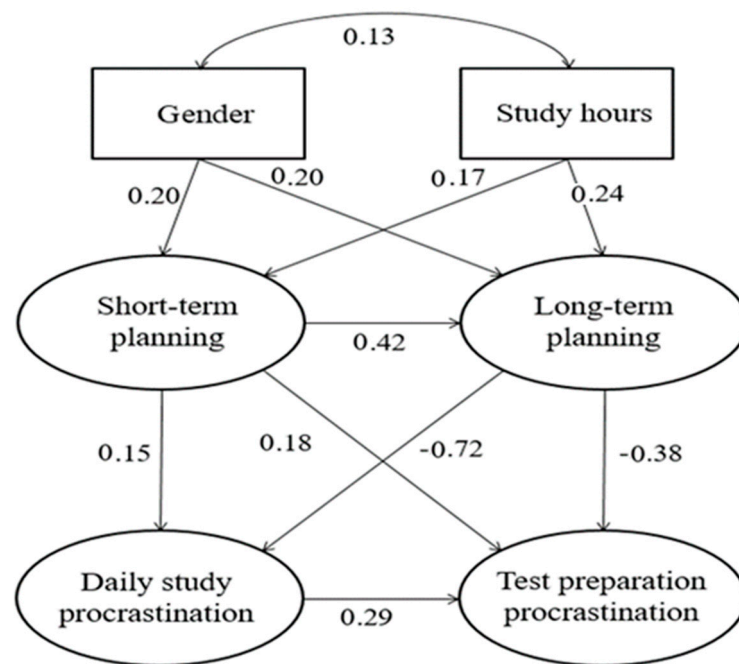 0.13
Gender
Study hours
0.20
0.20
0.17
0.24
Short-term
planning
0.42
Long-term
planning
0.15
0.18
-0.72
-0.38
Daily study
procrastination
0.29
Test preparation
procrastination